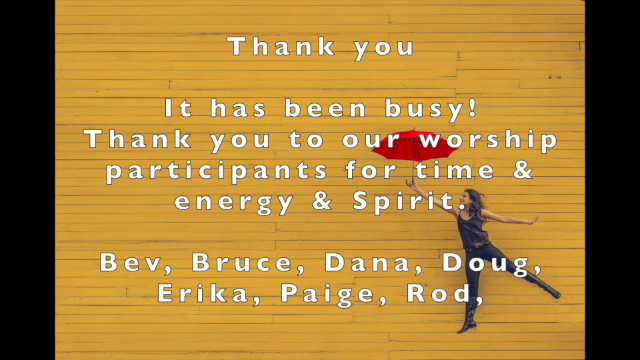 Thank you
It has been busy!
Thank you to our worship
participants for time &
energy & Spirit.
Bev, Bruce, Dana, Doug,
Erika, Paige, Rod,